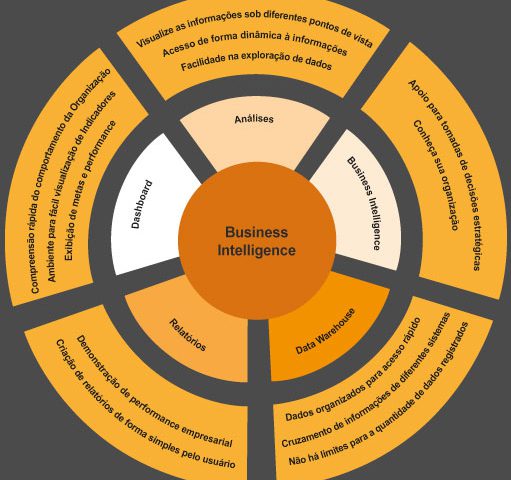 Visualize as informações sob diferentes pontos de vista
Acesso de forma dinâmica à informações
Facilidade na exploração de dados
Análises
Apoio para tomadas de decisões estratégicas
Conheça sua organização
Business Intelligence
Compreensão rápida do comportamento da Organização
Ambiente para fácil visualização de Indicadores
Exibição de metas e performance
Dashboard
Business
Intelligence
Relatórios
Demonstração de performance empresarial
Criação de relatórios de forma simples pelo usuário
Data Warehouse
Dados organizados para acesso rápido
Cruzamento de informações de diferentes sistemas
Não há limites para a quantidade de dados registrados